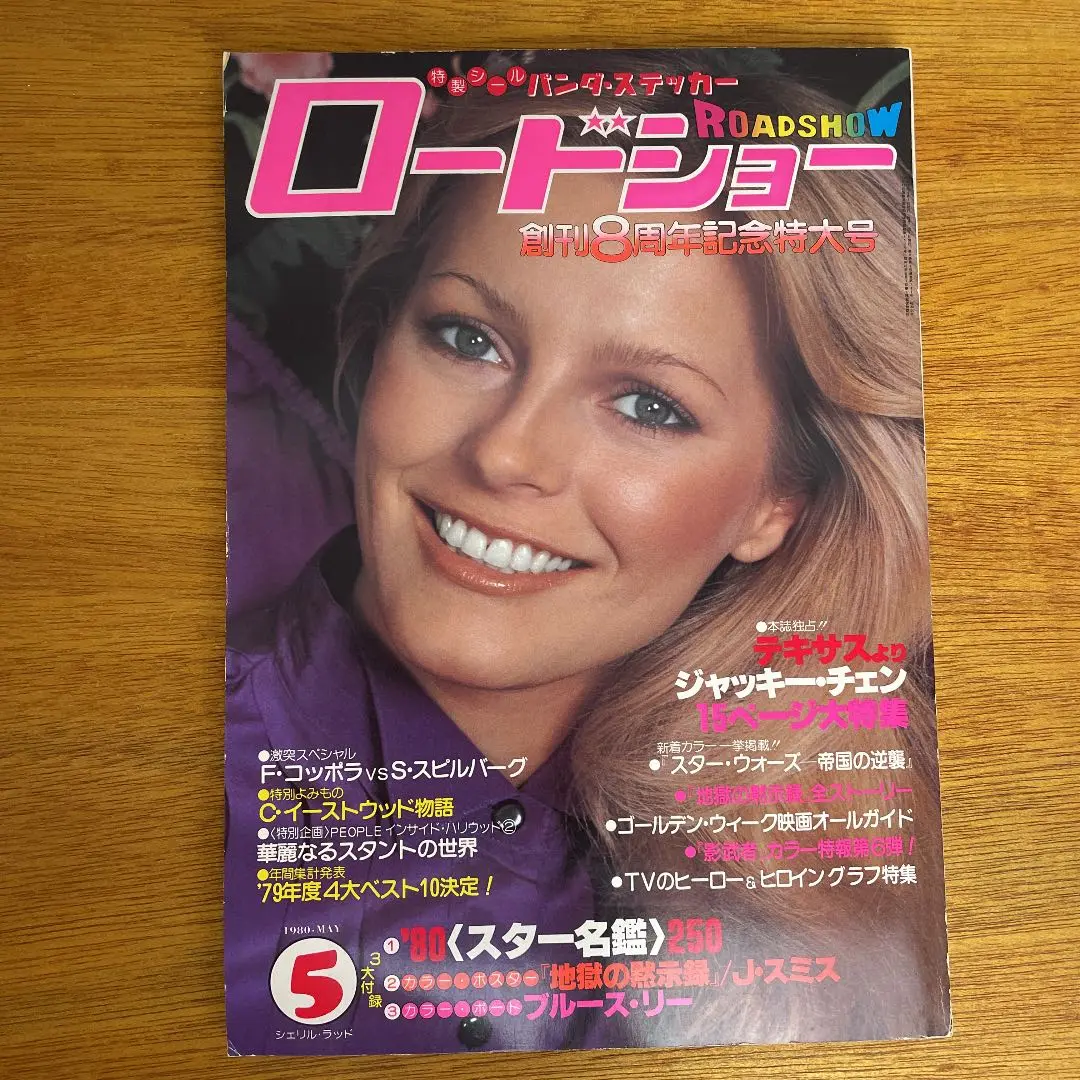 特製シール パンダ・ステッカー
ROADSHOW
ロードショー
創刊8周年記念特大号
●本誌独占!!
テキサスより
ジャッキー・チェン
15ページ大特集
新着カラー一挙掲載!!
●『スター・ウォーズ―帝国の逆襲』
●『地獄の黙示録』全ストーリー
●ゴールデン・ウィーク映画オールガイド
●『影武者』カラー特報第6弾!
●TVのヒーロー&ヒロイングラフ特集
●激突スペシャル
F・コッポラvsS・スピルバーグ
●特別よみもの
C・イーストウッド物語
●〈特別企画〉PEOPLE インサイド・ハリウッド②
華麗なるスタントの世界
●年間集計発表
'79年度4大ベスト10決定!
1980・MAY
5
シェリル・ラッド
3大付録
1 '80〈スター名鑑〉250
2 カラー・ポスター『地獄の黙示録』/J・スミス
3 カラー・ポート ブルース・リー